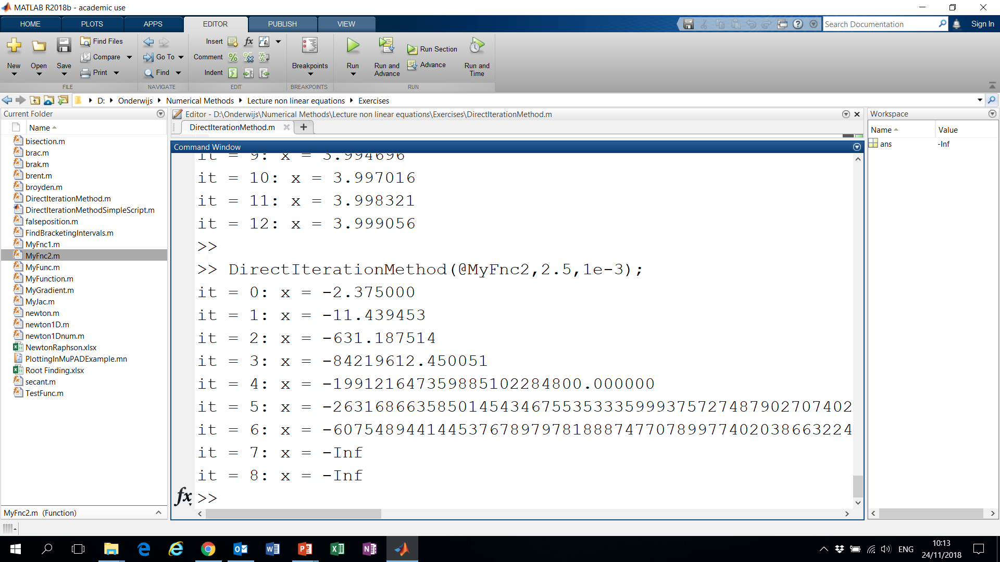 MATLAB R2018b - academic use
HOME PLOTS APPS EDITOR PUBLISH VIEW
Search Documentation
Sign In
New Open Save
Find Files
Compare
Print
Go To
Find
Insert
Comment
Indent
Breakpoints
Run
Run and Advance
Run Section
Advance
Run and Time
FILE NAVIGATE EDIT BREAKPOINTS RUN
D: Onderwijs Numerical Methods Lecture non linear equations Exercises
Current Folder
Name
bisection.m
brac.m
brak.m
brent.m
broyden.m
DirectIterationMethod.m
DirectIterationMethodSimpleScript.m
falseposition.m
FindBracketingIntervals.m
MyFnc1.m
MyFnc2.m
MyFunc.m
MyFunction.m
MyGradient.m
MyJac.m
newton.m
newton1D.m
newton1Dnum.m
NewtonRaphson.xlsx
PlottingInMuPADExample.mn
Root Finding.xlsx
secant.m
TestFunc.m
MyFnc2.m (Function)
Editor - D:\Onderwijs\Numerical Methods\Lecture non linear equations\Exercises\DirectIterationMethod.m
DirectIterationMethod.m
Command Window
it = 9: x = 3.994696
it = 10: x = 3.997016
it = 11: x = 3.998321
it = 12: x = 3.999056
>>
>> DirectIterationMethod(@MyFnc2,2.5,1e-3);
it = 0: x = -2.375000
it = 1: x = -11.439453
it = 2: x = -631.187514
it = 3: x = -84219612.450051
it = 4: x = -199121647359885102284800.000000
it = 5: x = -26316866358501454346755353335999375727487902707402
it = 6: x = -607548944144537678979781888747707899774020386632 24
it = 7: x = -Inf
it = 8: x = -Inf
fx >>
Workspace
Name Value
ans -Inf
ENG
10:13
24/11/2018